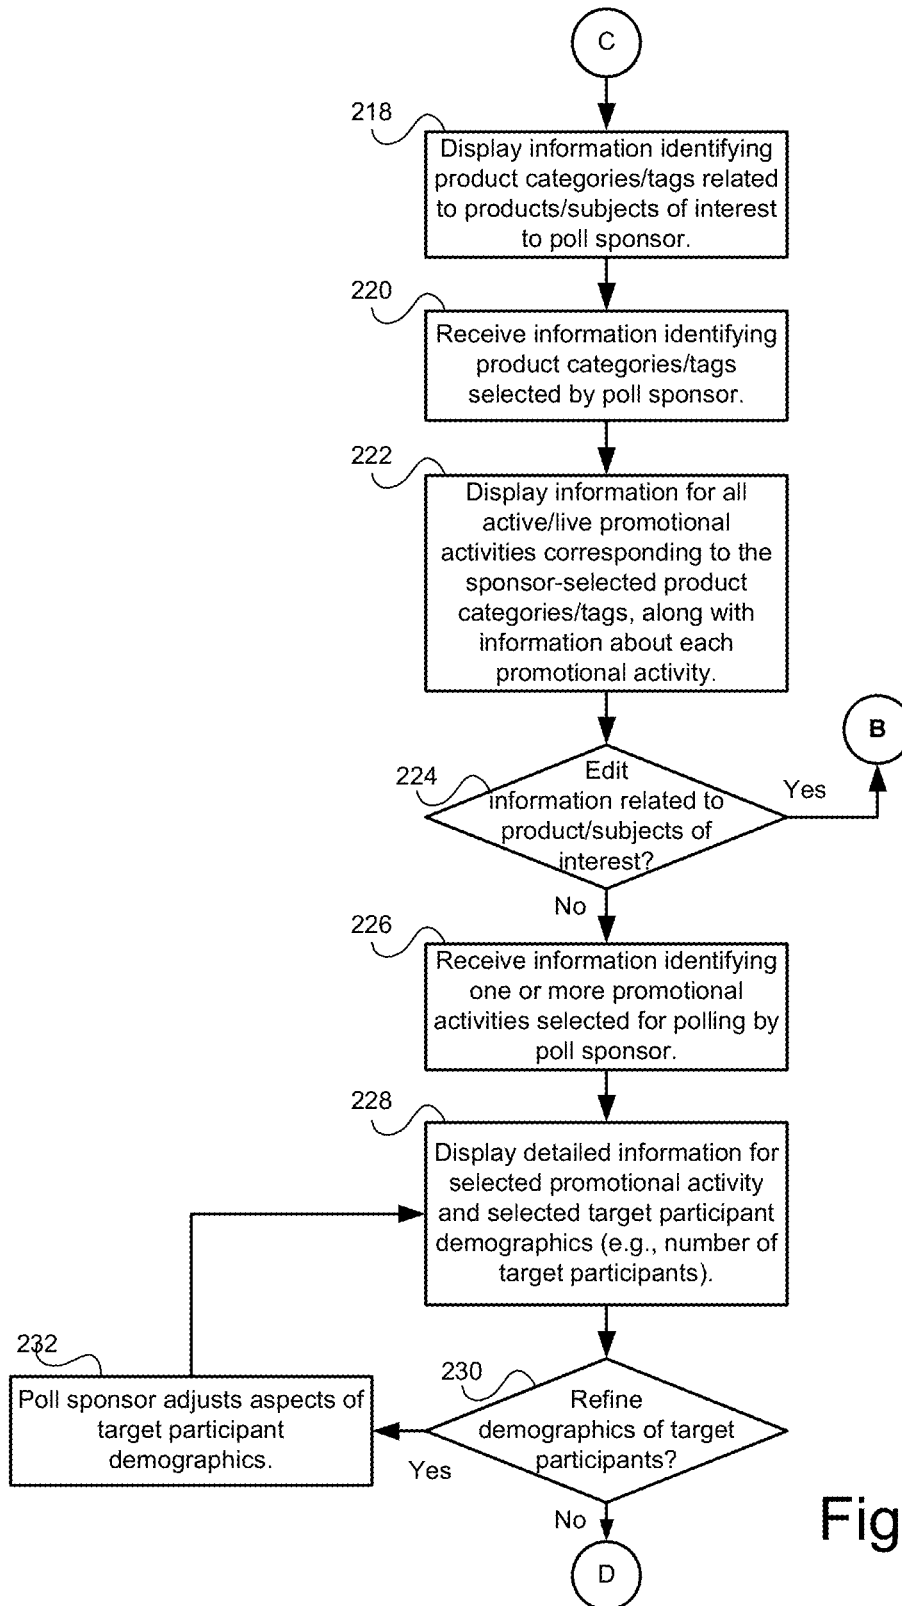 C
218
Display information identifying
product categories/tags related
to products/subjects of interest
to poll sponsor.
220
Receive information identifying
product categories/tags
selected by poll sponsor.
222
Display information for all
active/live promotional
activities corresponding to the
sponsor-selected product
categories/tags, along with
information about each
promotional activity.
B
224
Edit
information related to
product/subjects of
interest?
Yes
No
226
Receive information identifying
one or more promotional
activities selected for polling by
poll sponsor.
228
Display detailed information for
selected promotional activity
and selected target participant
demographics (e.g., number of
target participants).
232
Poll sponsor adjusts aspects of
target participant
demographics.
230
Refine
demographics of target
participants?
Yes
No
Fig
D